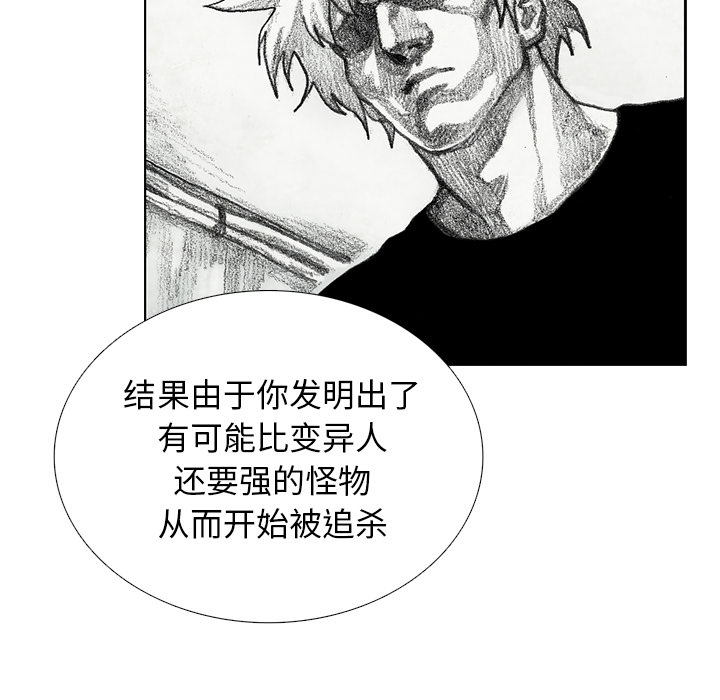 结果由于你发明出了
有可能比变异人
还要强的怪物
从而开始被追杀